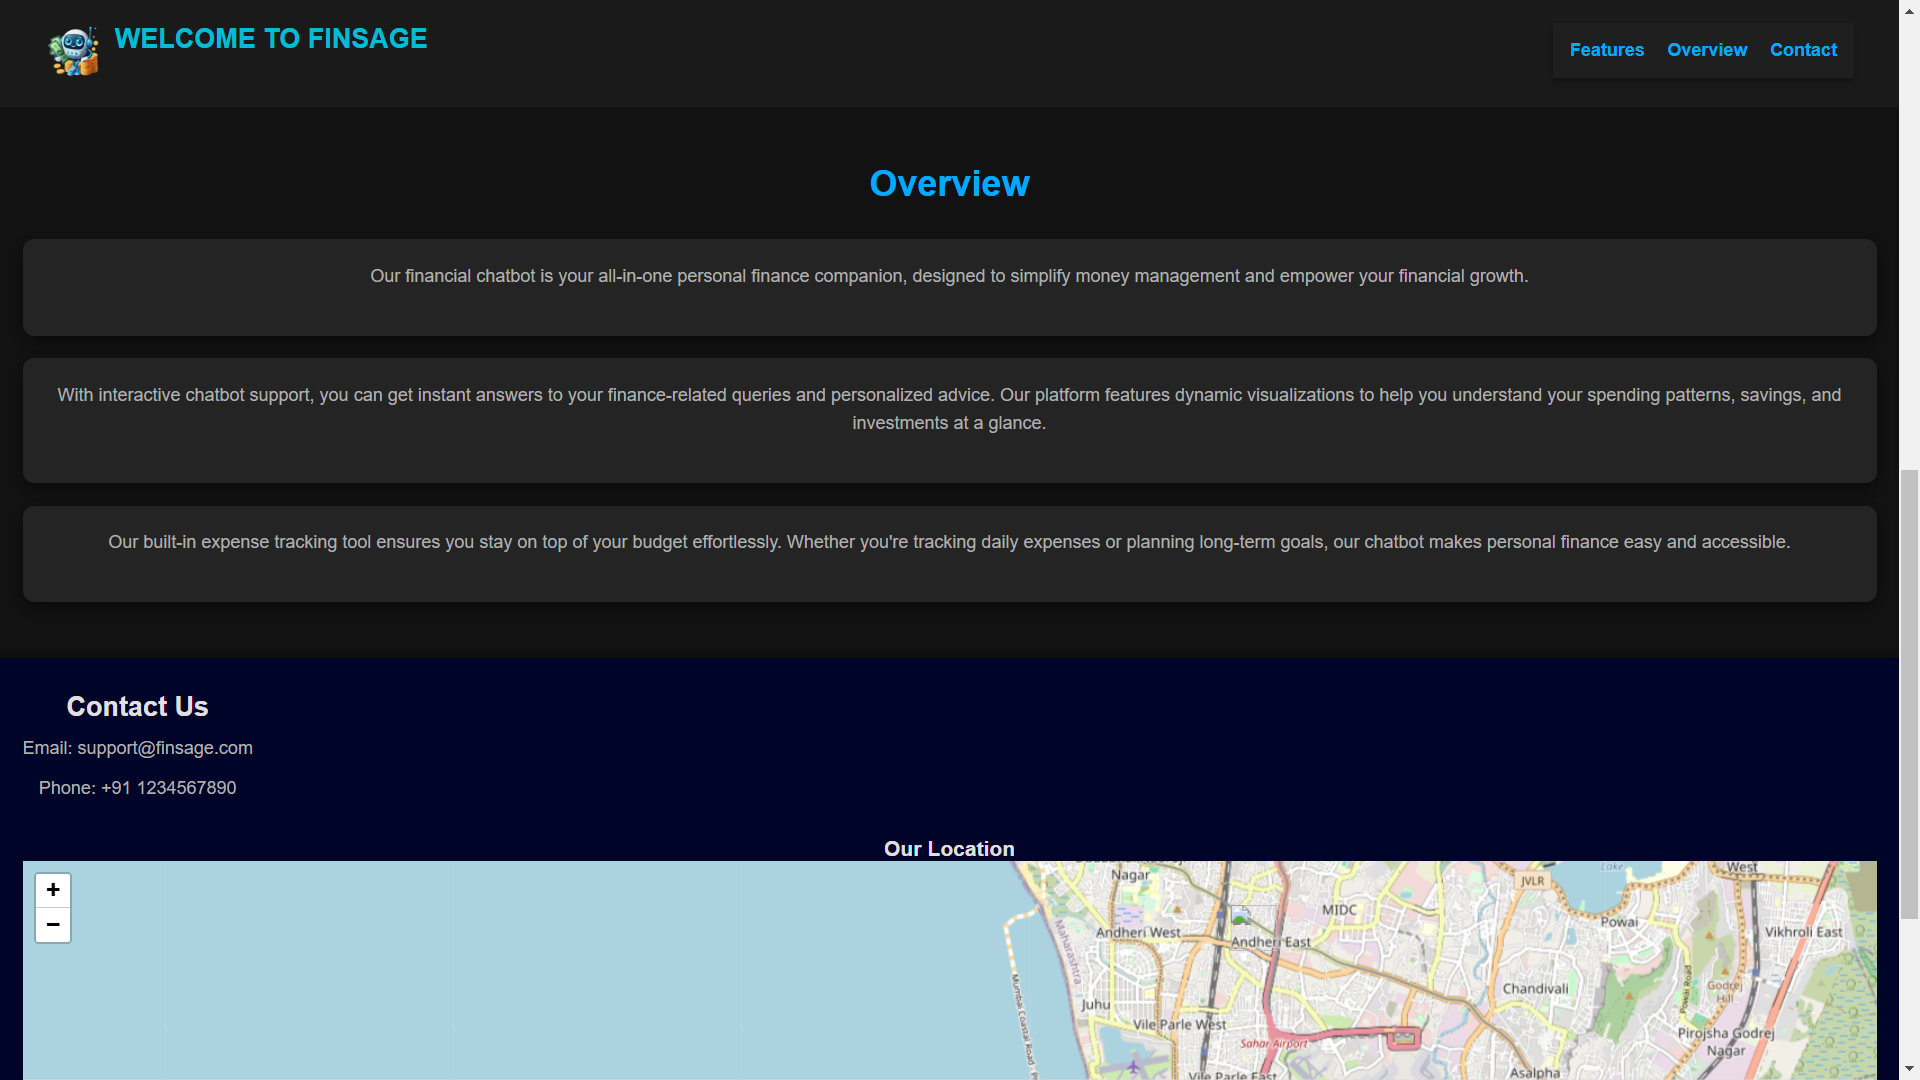 WELCOME TO FINSAGE
Features Overview Contact
Overview
Our financial chatbot is your all-in-one personal finance companion, designed to simplify money management and empower your financial growth.
With interactive chatbot support, you can get instant answers to your finance-related queries and personalized advice. Our platform features dynamic visualizations to help you understand your spending patterns, savings, and
investments at a glance.
Our built-in expense tracking tool ensures you stay on top of your budget effortlessly. Whether you're tracking daily expenses or planning long-term goals, our chatbot makes personal finance easy and accessible.
Contact Us
Email: support@finsage.com
Phone: +91 1234567890
Our Location
+
−
Nagar
JVLR
Lake
West
MIDC
Powai
Andheri West
Andheri East
Vikhroli East
Maharashtra
Powai Road
Godrej
Hill
Chandivali
Juhu
Mumbai Coastal Road
Vile Parle West
Sahar Airport
Pirojsha Godrej
Nagar
Vile Parle East
Asalpha